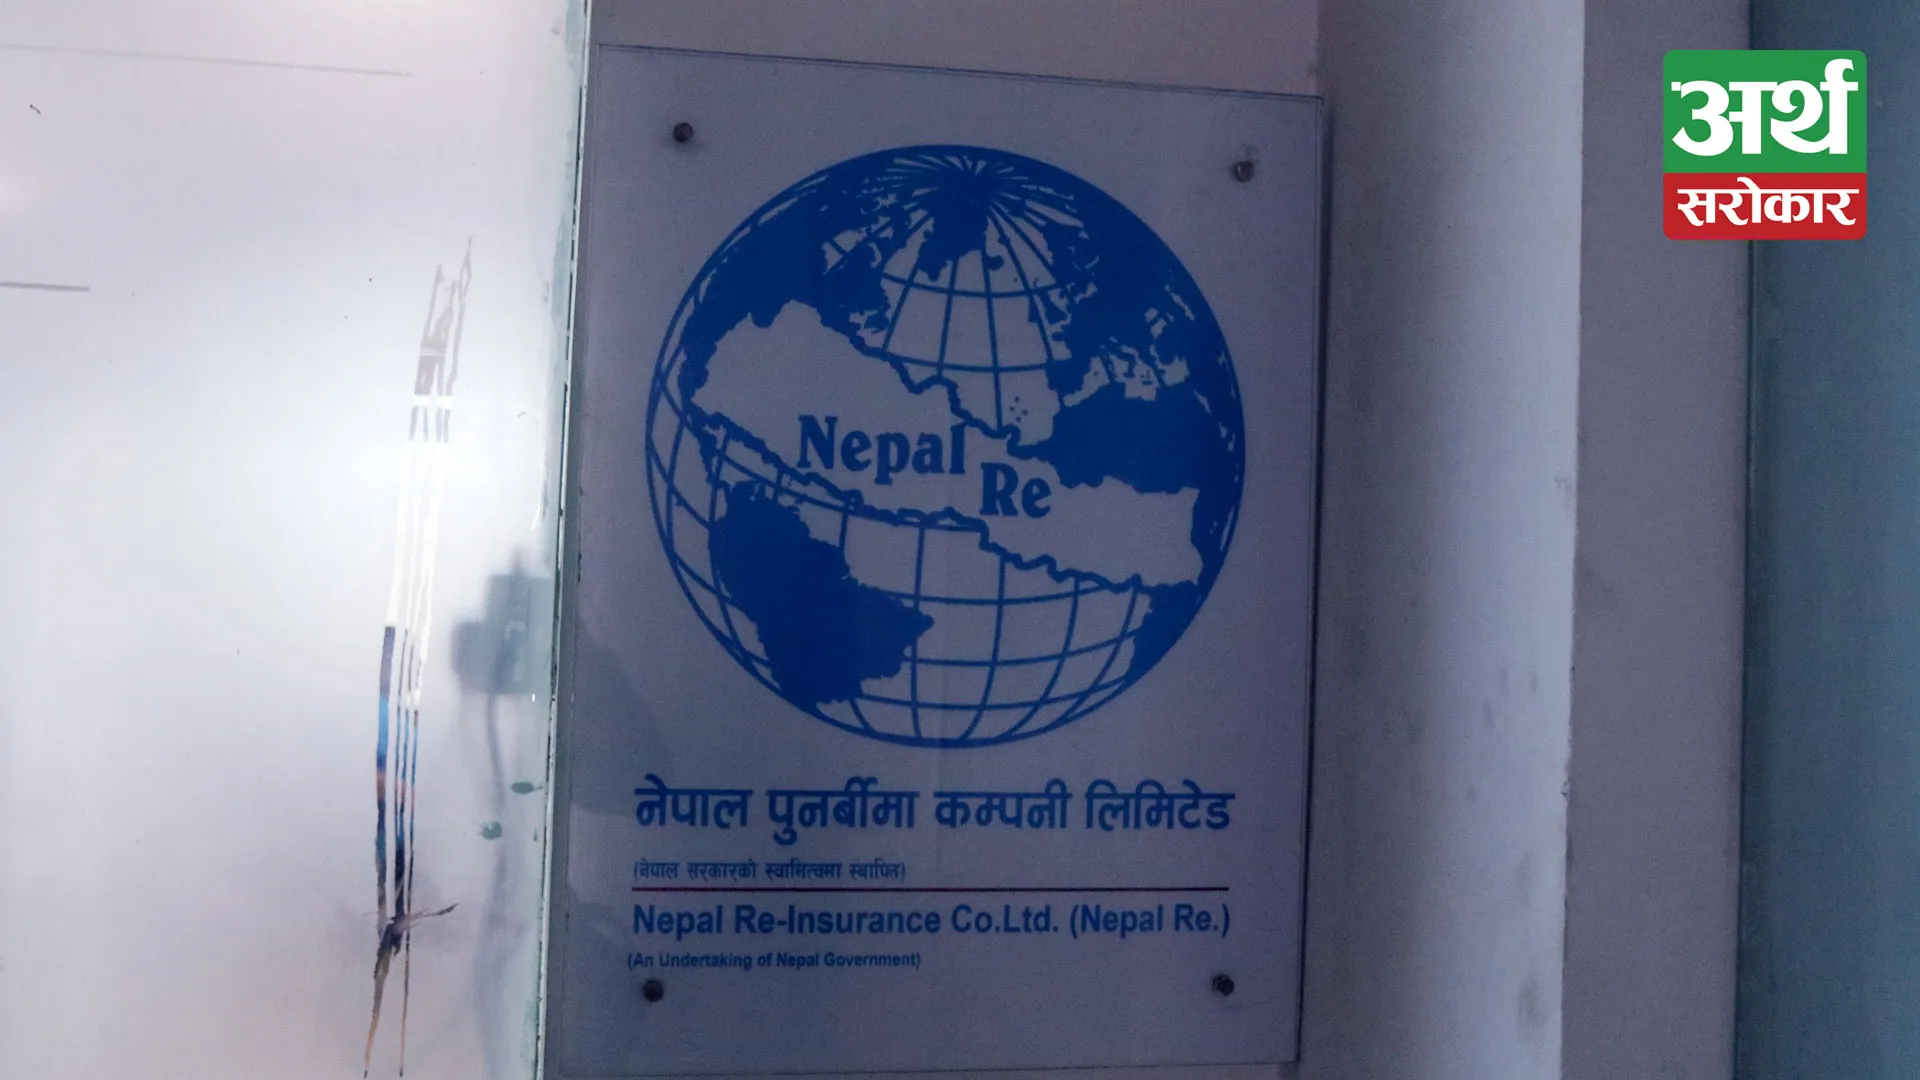 अर्थ
सरोकार
Nepal
Re
नेपाल पुनर्बीमा कम्पनी लिमिटेड
(नेपाल सरकारको स्वामित्वमा स्थापित)
Nepal Re-Insurance Co.Ltd. (Nepal Re.)
(An Undertaking of Nepal Government)